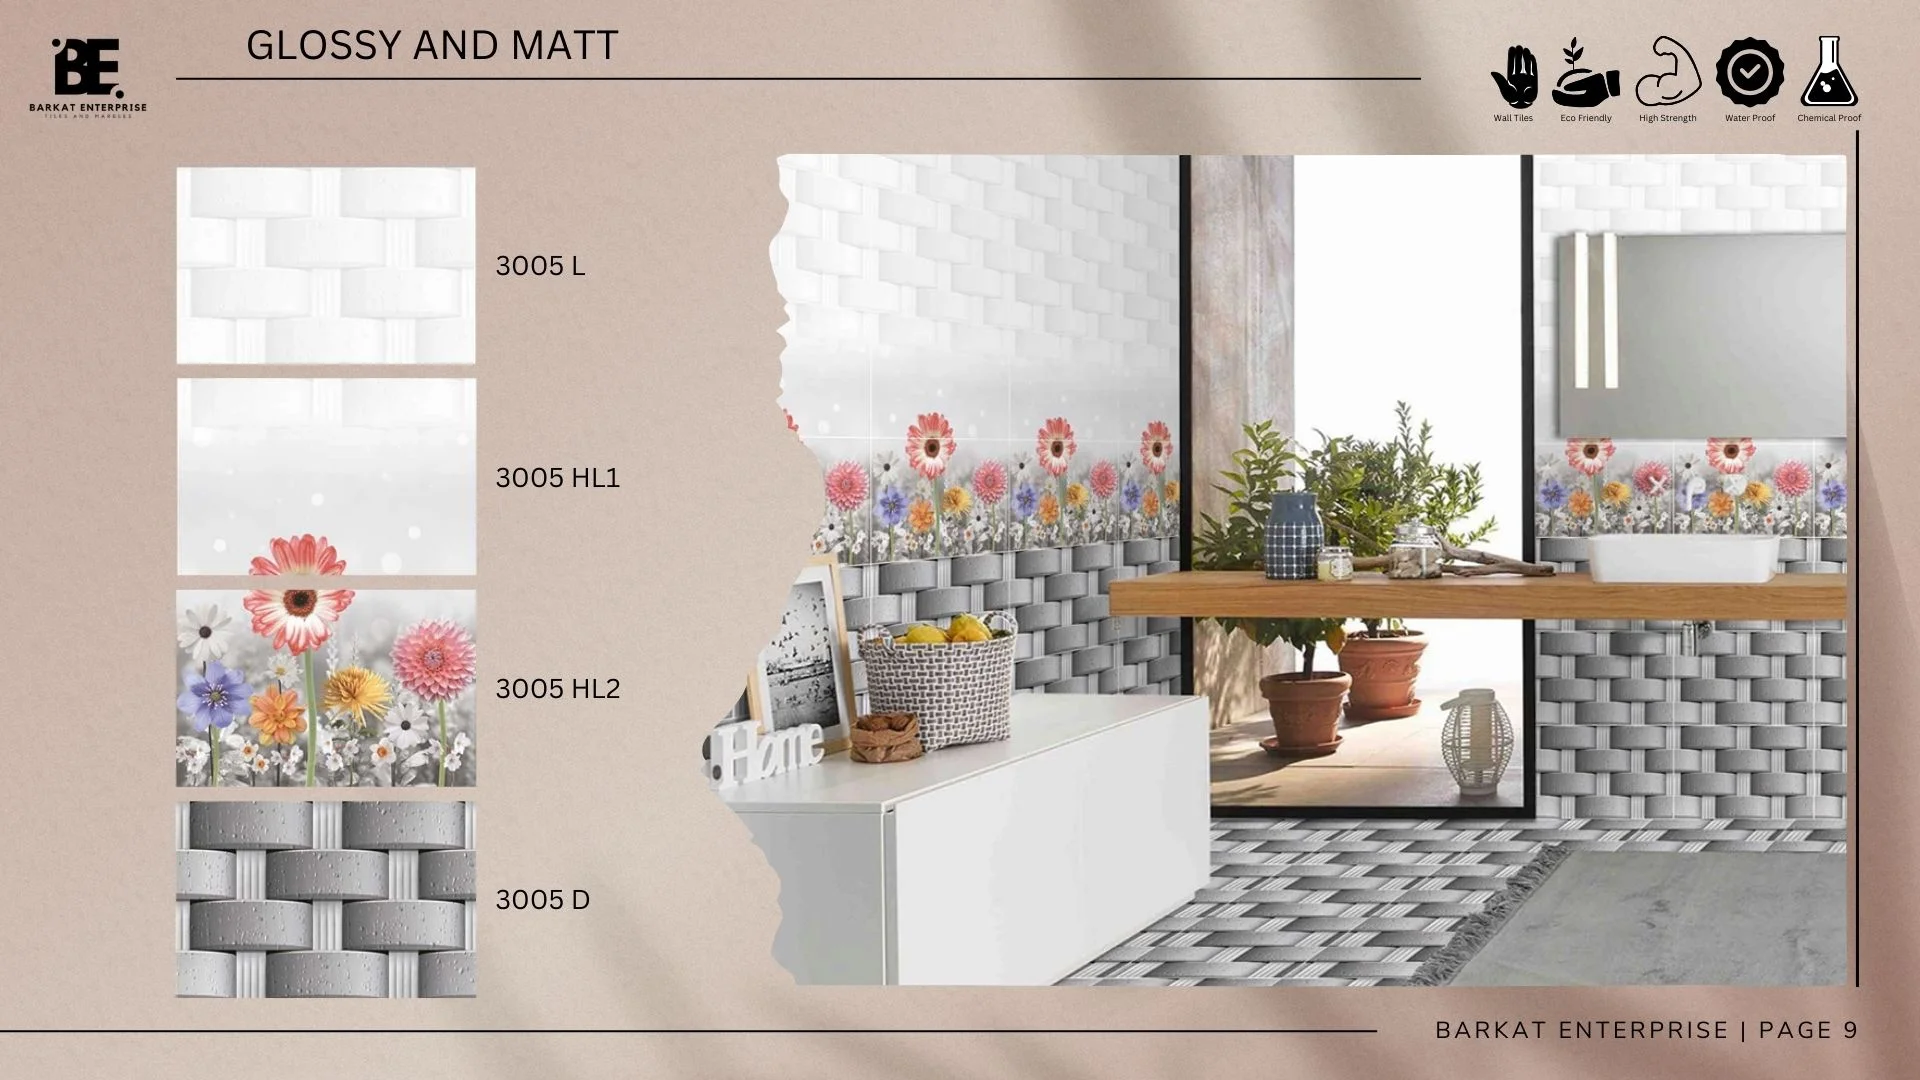 GLOSSY AND MATT
BE.
BARKAT ENTERPRISE
TILES AND MARBLES
Wall Tiles
Eco Friendly
High Strength
Water Proof
Chemical Proof
3005 L
3005 HL1
3005 HL2
3005 D
Home
BARKAT ENTERPRISE | PAGE 9